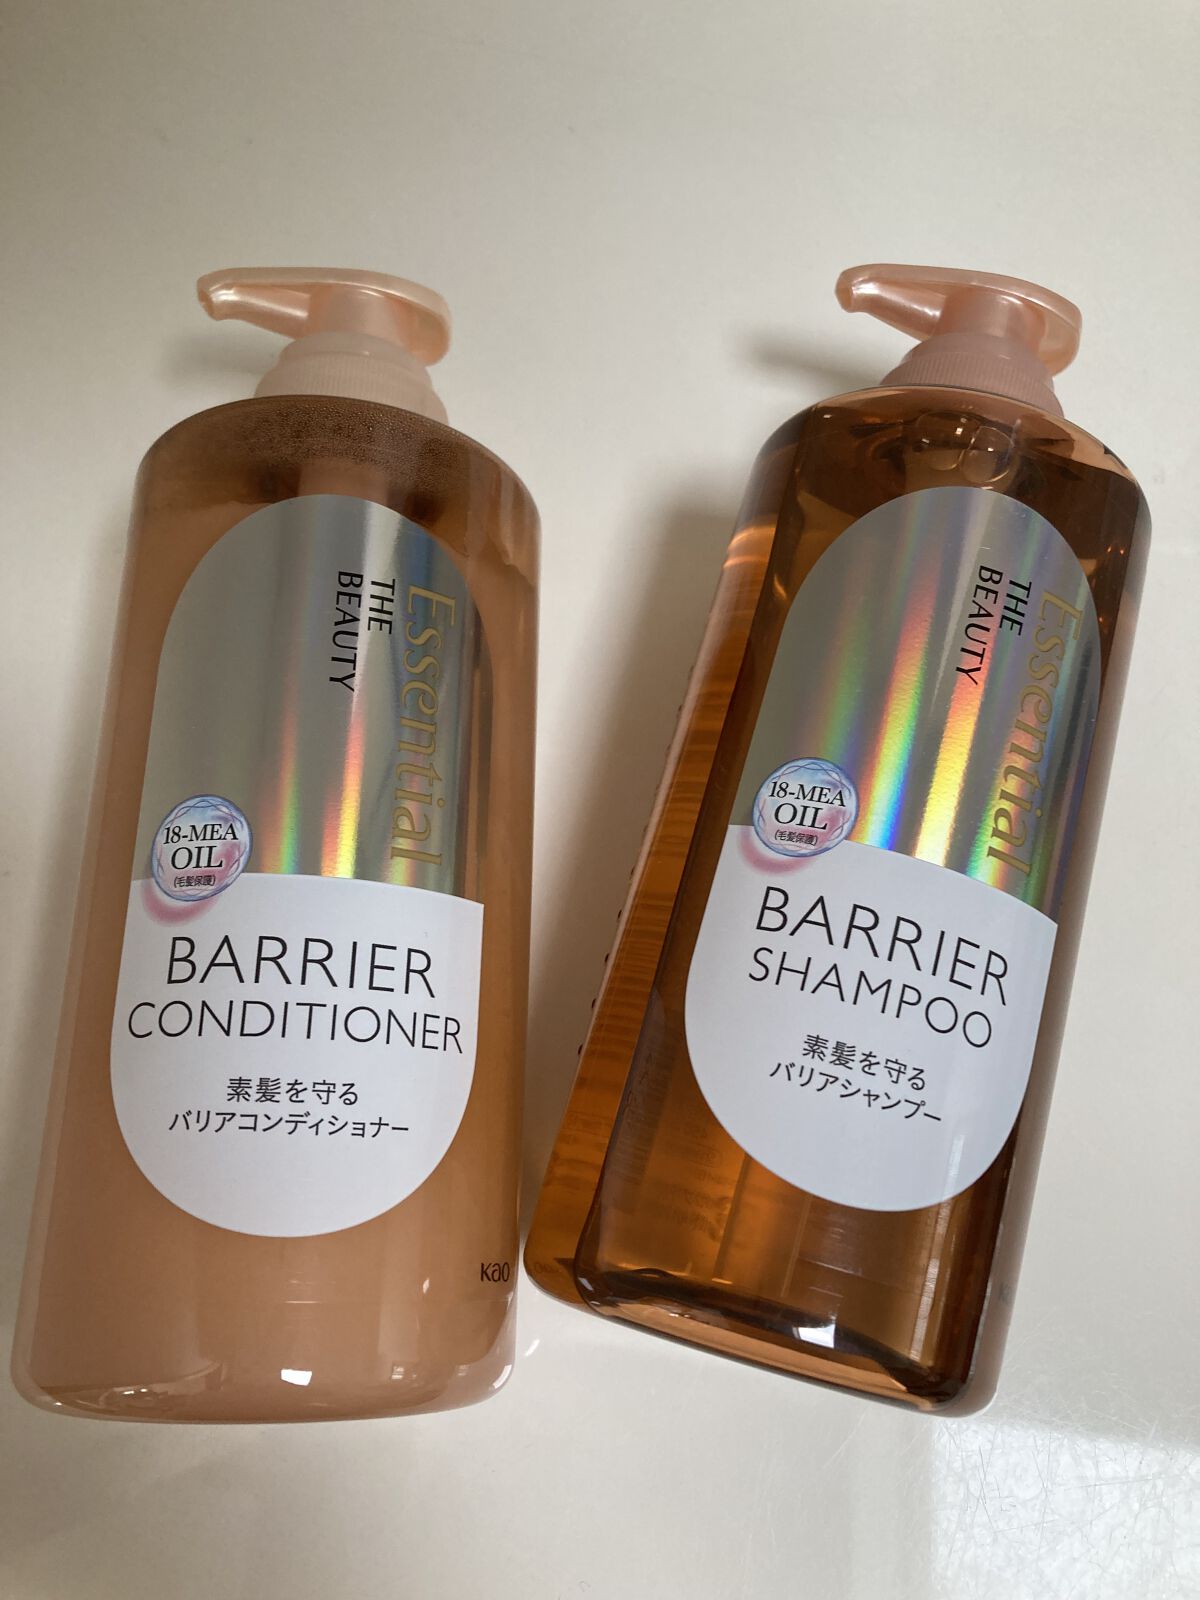 Essential
THE
BEAUTY
18-MEA
OIL
(毛髪保護)
BARRIER
CONDITIONER
素髪を守る
バリアコンディショナー
Kao
Essential
THE
BEAUTY
18-MEA
OIL
(毛髪保護)
BARRIER
SHAMPOO
素髪を守る
バリアシャンプー